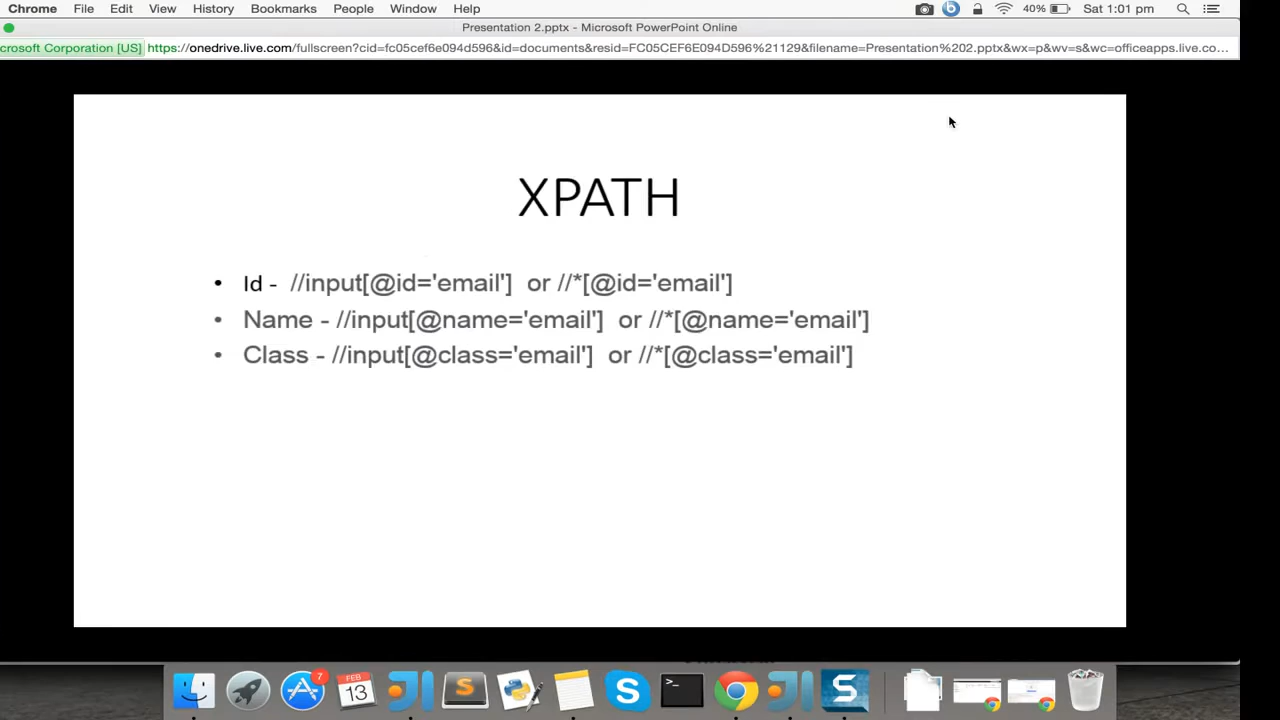 Chrome File Edit View History Bookmarks People Window Help 40% Sat 1:01 pm
Presentation 2.pptx - Microsoft PowerPoint Online
crosoft Corporation [US] https://onedrive.live.com/fullscreen?cid=fc05cef6e094d596&id=documents&resid=FC05CEF6E094D596%21129&filename=Presentation%202.pptx&wx=p&wv=s&wc=officeapps.live.co...
XPATH
• Id - //input[@id='email'] or //*[@id='email']
• Name - //input[@name='email'] or //*[@name='email']
• Class - //input[@class='email'] or //*[@class='email']
7
FEB
13